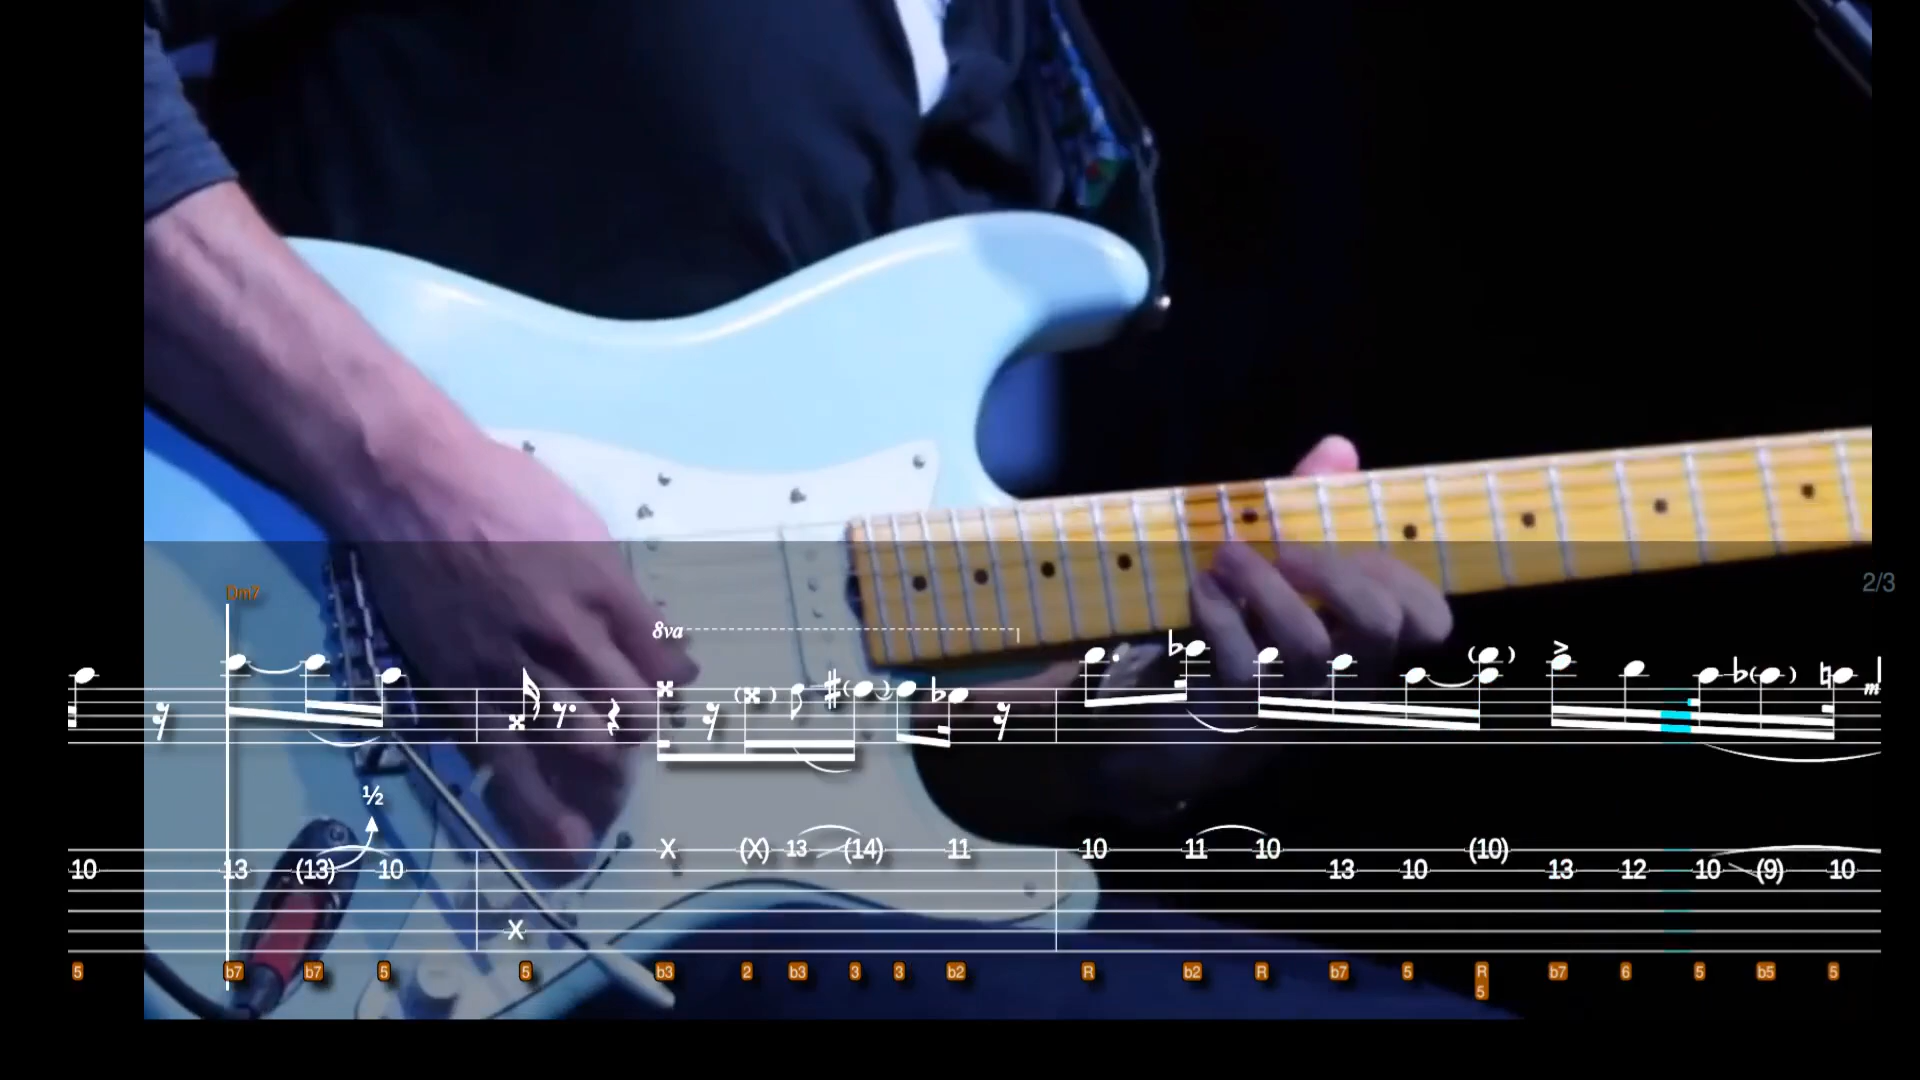 Dm7
2/3
8va
m
½
X (X) 13 (14) 11 10 11 10 (10)
10 13 (13) 10 13 10 13 12 10 (9) 10
X
5 b7 b7 5 5 b3 2 b3 3 3 b2 R b2 R b7 5 R b7 6 5 b5 5
5